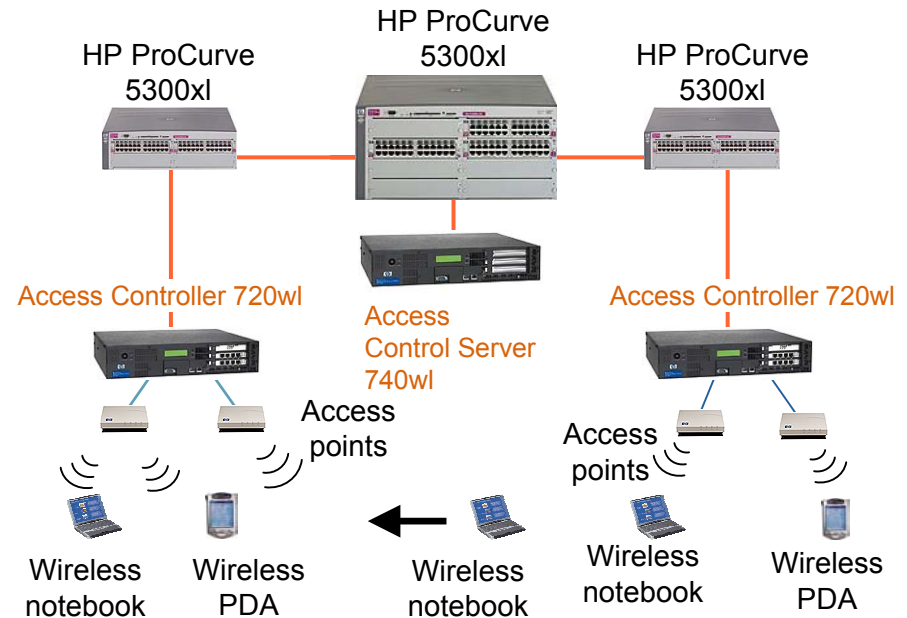 HP ProCurve
5300xl
HP ProCurve
5300xl
HP ProCurve
5300xl
Access Controller 720wl
Access
Control Server
740wl
Access Controller 720wl
Access
points
Access
points
Wireless
notebook
Wireless
PDA
Wireless
notebook
Wireless
notebook
Wireless
PDA